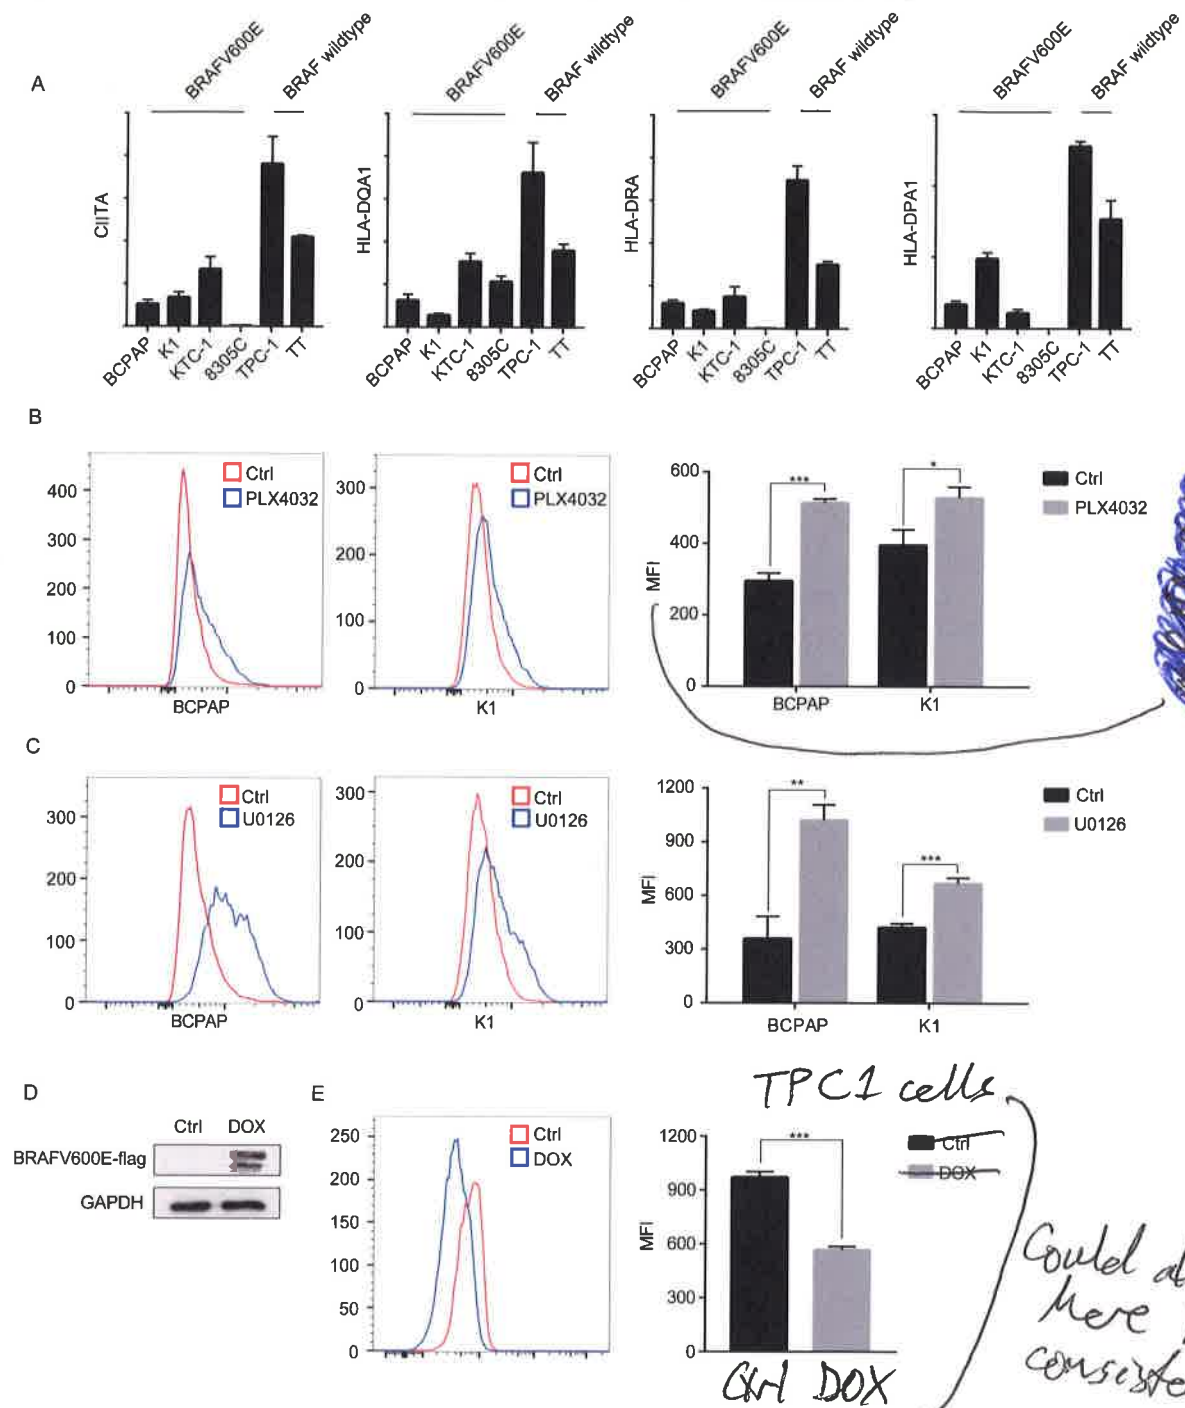 A
BRAFV600E
BRAF wildtype
BRAFV600E
BRAF wildtype
BRAFV600E
BRAF wildtype
BRAFV600E
BRAF wildtype
CIITA
BCPAP K1 KTC-1 8305C TPC-1 TT
HLA-DQA1
BCPAP K1 KTC-1 8305C TPC-1 TT
HLA-DRA
BCPAP K1 KTC-1 8305C TPC-1 TT
HLA-DPA1
BCPAP K1 KTC-1 8305C TPC-1 TT
B
400
300
200
100
0
Ctrl
PLX4032
BCPAP
300
200
100
0
Ctrl
PLX4032
K1
600
400
200
0
MFI
***
*
Ctrl
PLX4032
BCPAP K1
C
300
200
100
0
Ctrl
U0126
BCPAP
300
200
100
0
Ctrl
U0126
K1
1200
900
600
300
0
MFI
**
***
Ctrl
U0126
BCPAP K1
D
Ctrl DOX
BRAFV600E-flag
GAPDH
E
250
200
150
100
50
0
Ctrl
DOX
TPC1 cells
1200
900
600
300
0
MFI
***
Ctrl
DOX
Ctrl DOX
Could